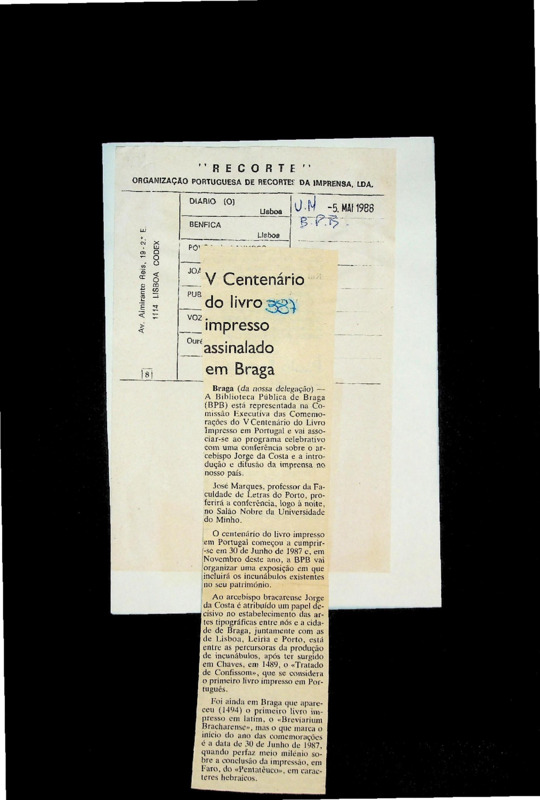 "RECORTE"
ORGANIZAÇÃO PORTUGUESA DE RECORTES DA IMPRENSA, LDA.
Av. Almirante Reis, 19-2.º E.
1114 LISBOA CODEX
8
DIARIO (O)
Lisboa
BENFICA
Lisboa
JOA
PUB
VOZ
Ouré
U.M -5. MAI 1988
B.P.B.
V Centenário
do livro 387
impresso
assinalado
em Braga
Braga (da nossa delegação) —
A Biblioteca Pública de Braga
(BPB) está representada na Co-
missão Executiva das Comemo-
rações do V Centenário do Livro
Impresso em Portugal e vai asso-
ciar-se ao programa celebrativo
com uma conferência sobre o ar-
cebispo Jorge da Costa e a intro-
dução e difusão da imprensa no
nosso país.
José Marques, professor da Fa-
culdade de Letras do Porto, pro-
ferirá a conferência, logo à noite,
no Salão Nobre da Universidade
do Minho.
O centenário do livro impresso
em Portugal começou a cumprir-
-se em 30 de Junho de 1987 e, em
Novembro deste ano, a BPB vai
organizar uma exposição em que
incluirá os incunábulos existentes
no seu património.
Ao arcebispo bracarense Jorge
da Costa é atribuído um papel de-
cisivo no estabelecimento das ar-
tes tipográficas entre nós e a cida-
de de Braga, juntamente com as
de Lisboa, Leiria e Porto, está
entre as percursoras da produção
de incunábulos, após ter surgido
em Chaves, em 1489, o «Tratado
de Confissom», que se considera
o primeiro livro impresso em Por-
tuguês.
Foi ainda em Braga que apare-
ceu (1494) o primeiro livro im-
presso em latim, o «Breviarium
Bracharense», mas o que marca o
início do ano das comemorações
é a data de 30 de Junho de 1987,
quando perfaz meio milénio so-
bre a conclusão da impressão, em
Faro, do «Pentatêuco», em carac-
teres hebraicos.